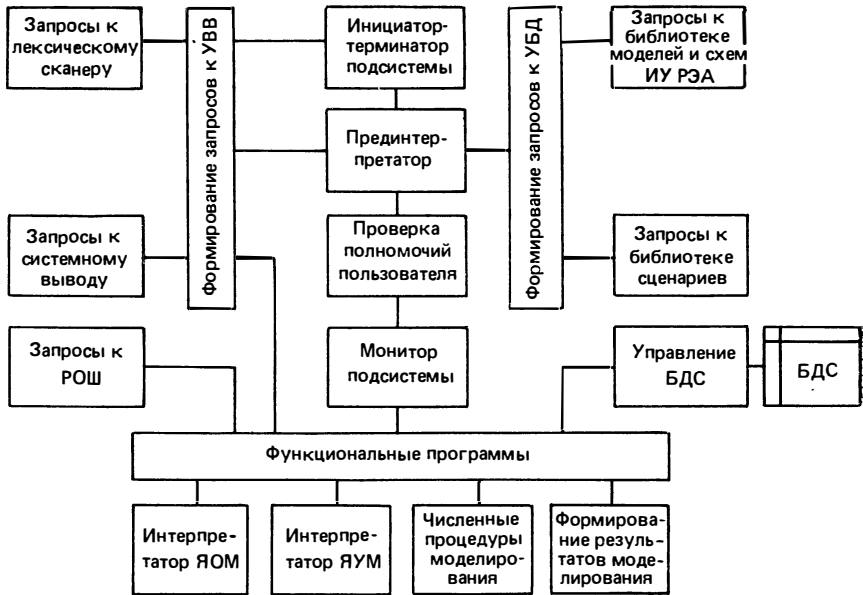 Запросы к
лексическому
сканеру
Формирование запросов к УВВ
Инициатор-
терминатор
подсистемы
Формирование запросов к УБД
Запросы к
библиотеке
моделей и схем
ИУ РЭА
Прединтер-
претатор
Запросы к
системному
выводу
Проверка
полномочий
пользователя
Запросы к
библиотеке
сценариев
Запросы к
РОШ
Монитор
подсистемы
Управление
БДС
БДС
Функциональные программы
Интерпре-
татор ЯОМ
Интерпре-
татор ЯУМ
Численные
процедуры
моделиро-
вания
Формирова-
ние резуль-
татов моде-
лирования